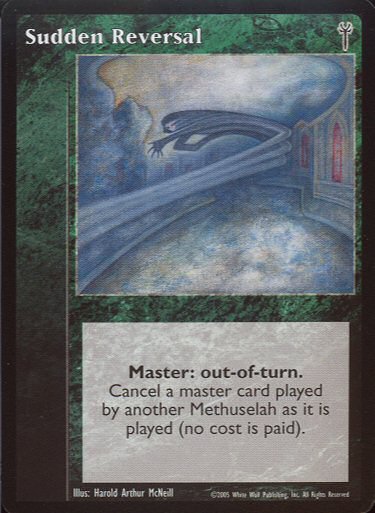 Sudden Reversal
Master: out-of-turn.
Cancel a master card played
by another Methuselah as it is
played (no cost is paid).
Illus: Harold Arthur McNeill
©2005 White Wolf Publishing, Inc. All Rights Reserved